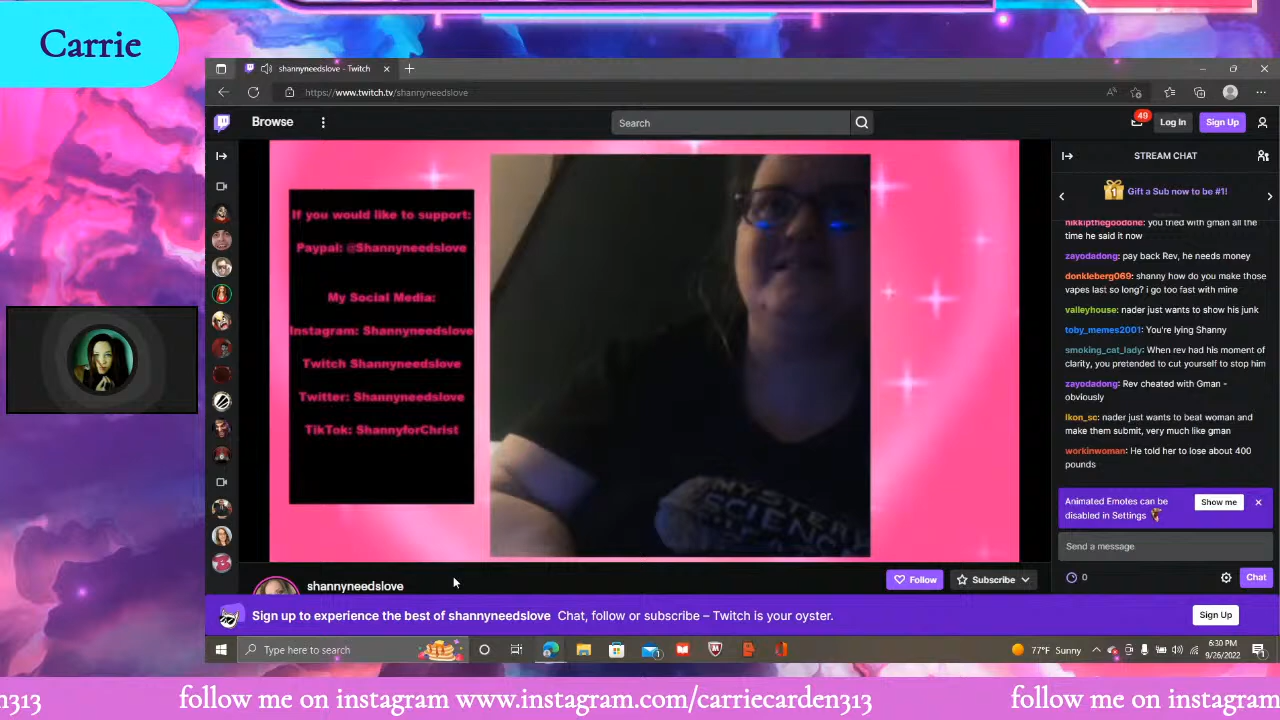 Carrie
shannyneedslove - Twitch
https://www.twitch.tv/shannyneedslove
Browse
Search
49
Log In
Sign Up
If you would like to support:
Paypal: @Shannyneedslove
My Social Media:
Instagram: Shannyneedslove
Twitch Shannyneedslove
Twitter: Shannyneedslove
TikTok: ShannyforChrist
MYSTERY
SCIENCE
STREAM CHAT
Gift a Sub now to be #1!
nikkipthegoodone: you tried with gman all the
time he said it now
zayodadong: pay back Rev, he needs money
donkleberg069: shanny how do you make those
vapes last so long? i go too fast with mine
valleyhouse: nader just wants to show his junk
toby_memes2001: You're lying Shanny
smoking_cat_lady: When rev had his moment of
clarity, you pretended to cut yourself to stop him
zayodadong: Rev cheated with Gman -
obviously
lkon_sc: nader just wants to beat woman and
make them submit, very much like gman
workinwoman: He told her to lose about 400
pounds
Animated Emotes can be
disabled in Settings
Show me
Send a message
0
Chat
shannyneedslove
Follow
Subscribe
Sign up to experience the best of shannyneedslove Chat, follow or subscribe – Twitch is your oyster.
Sign Up
Type here to search
77°F Sunny
6:30 PM
9/26/2022
n313 follow me on instagram www.instagram.com/carriecarden313 follow me on instagram